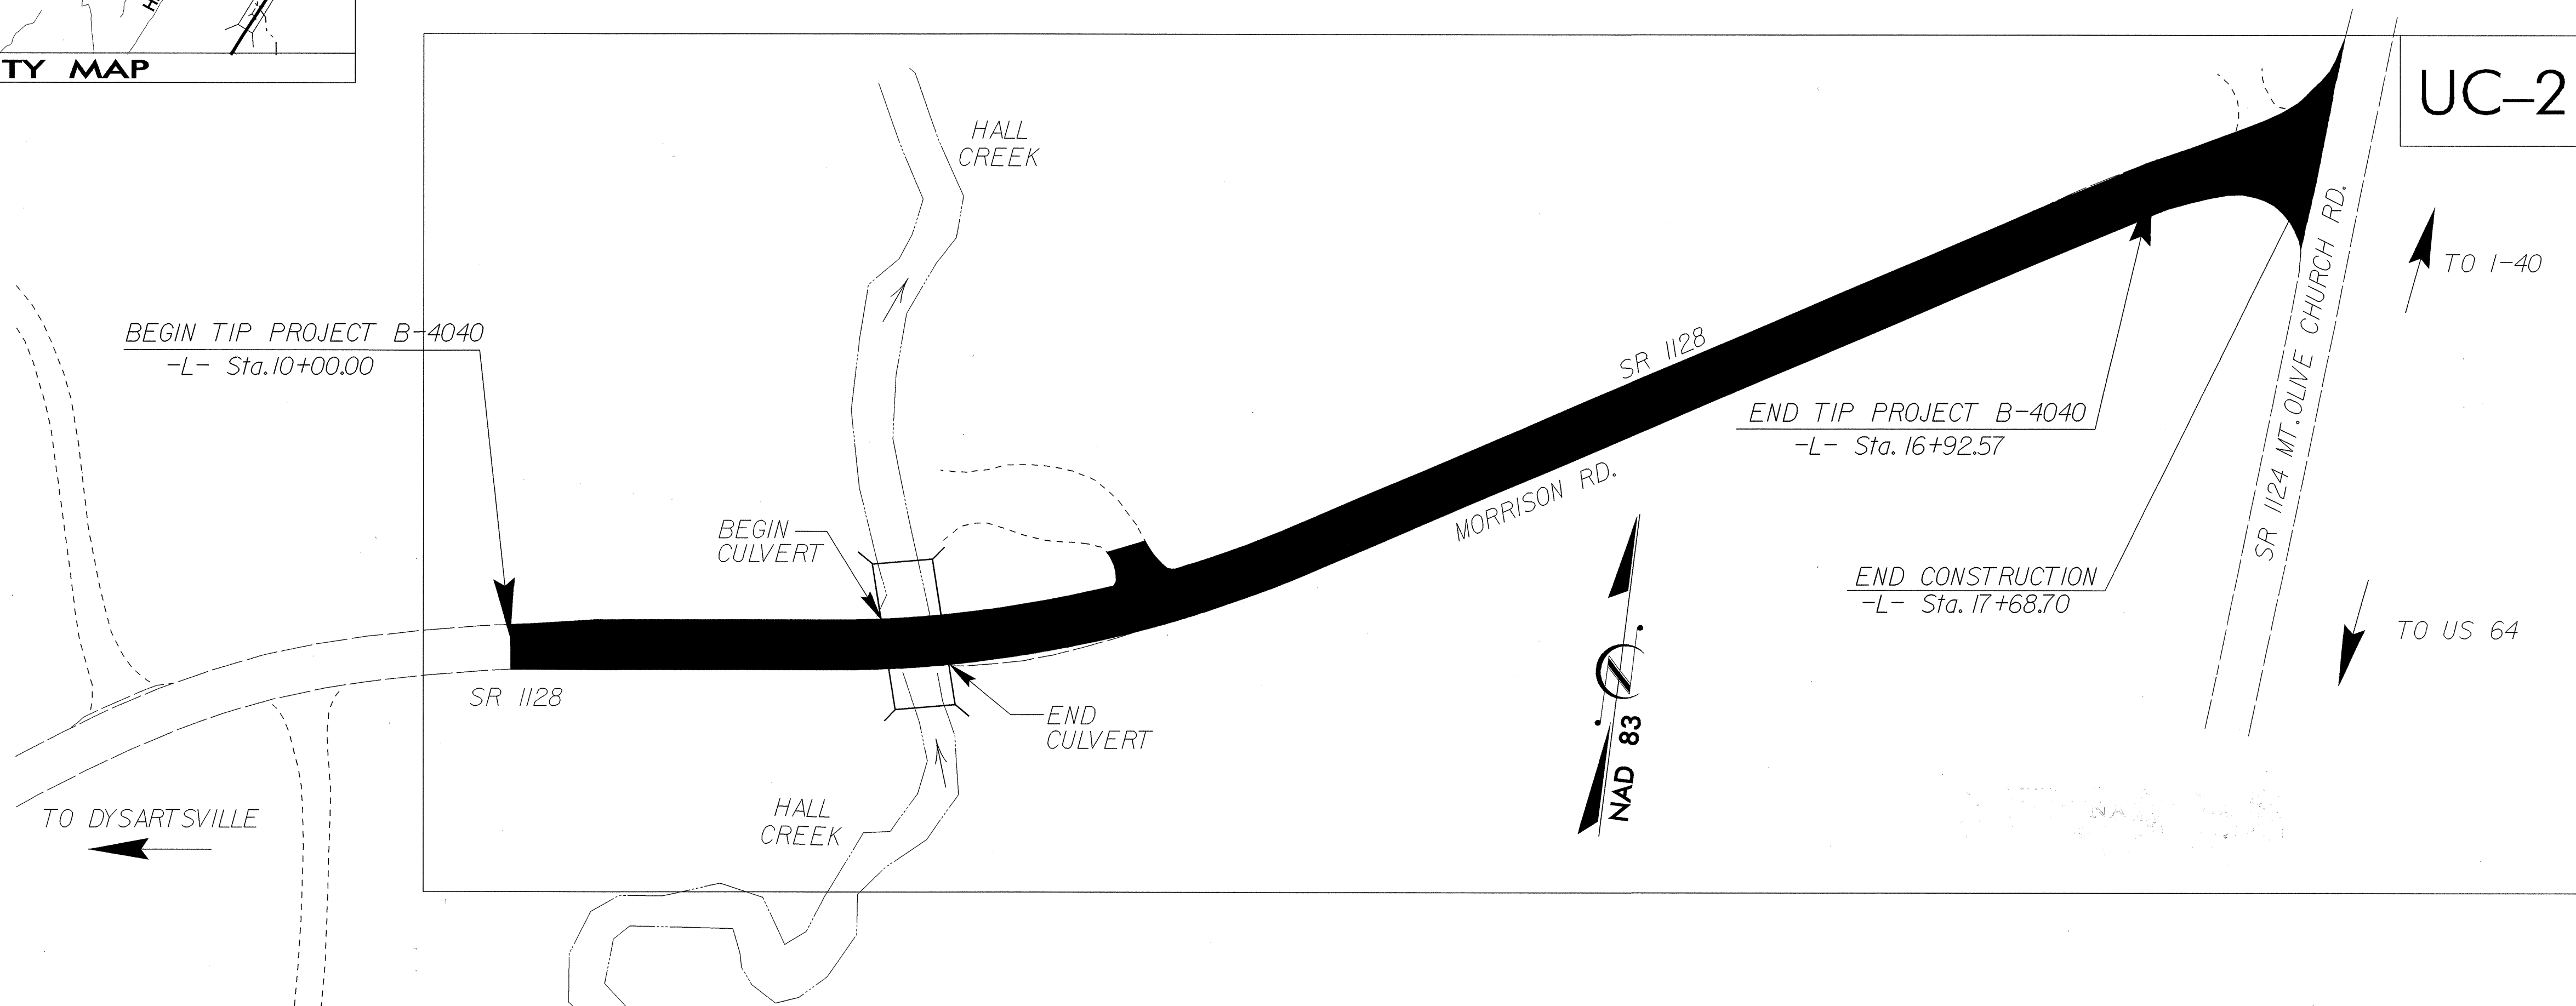 TY MAP
UC-2
HALL
CREEK
BEGIN TIP PROJECT B-4040
-L- Sta. 10+00.00
TO I-40
SR 1128
END TIP PROJECT B-4040
-L- Sta. 16+92.57
SR 1124 MT. OLIVE CHURCH RD.
MORRISON RD.
BEGIN
CULVERT
END CONSTRUCTION
-L- Sta. 17+68.70
TO US 64
SR 1128
END
CULVERT
NAD 83
TO DYSARTSVILLE
HALL
CREEK